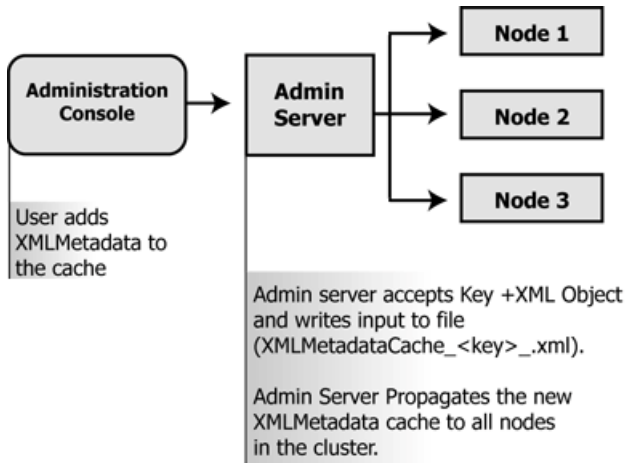 Administration
Console
Admin
Server
Node 1
Node 2
Node 3
User adds
XMLMetadata to
the cache
Admin server accepts Key +XML Object
and writes input to file
(XMLMetadataCache_<key>_.xml).
Admin Server Propagates the new
XMLMetadata cache to all nodes
in the cluster.